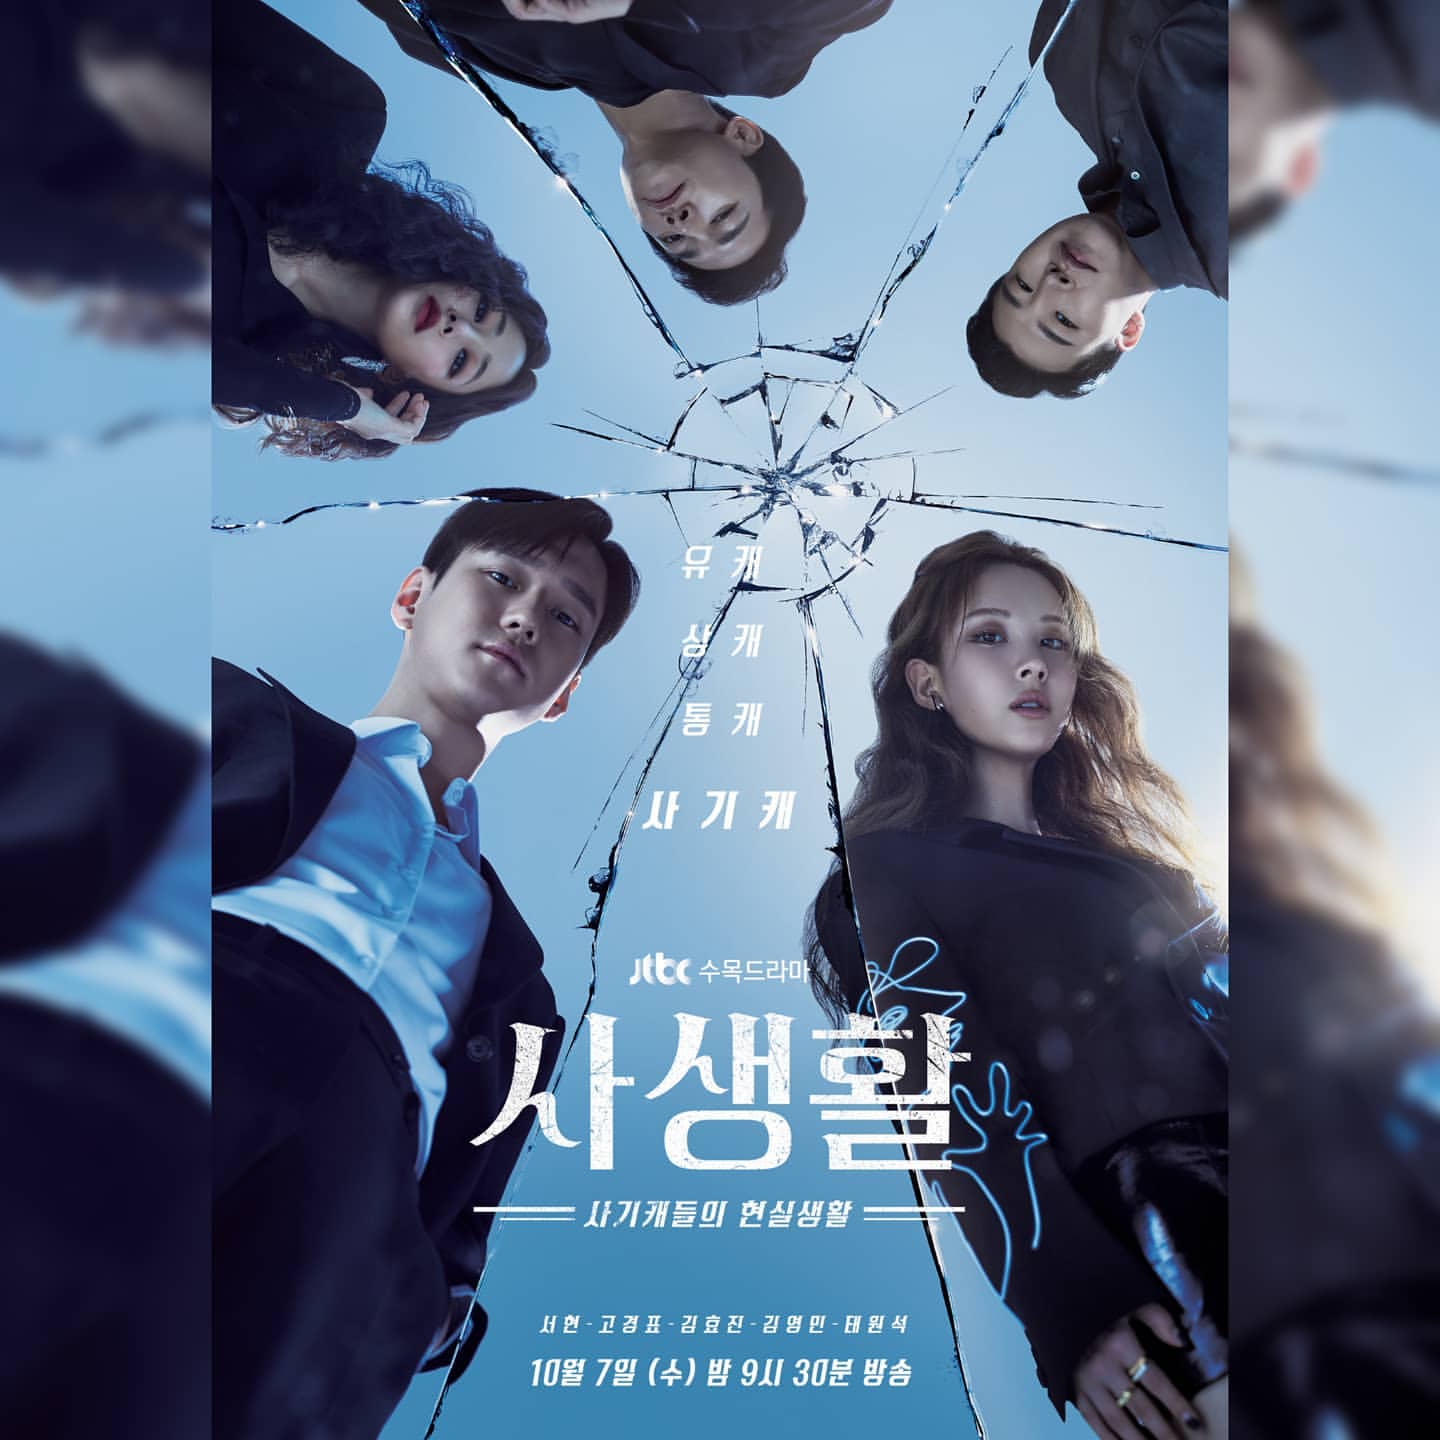 유캐
상캐
통캐
사기캐
jtbc 수목드라마
사생활
사기캐들의 현실생활
서현-고경표-김효진-김영민-태원석
10월 7일 (수) 밤 9시 30분 방송